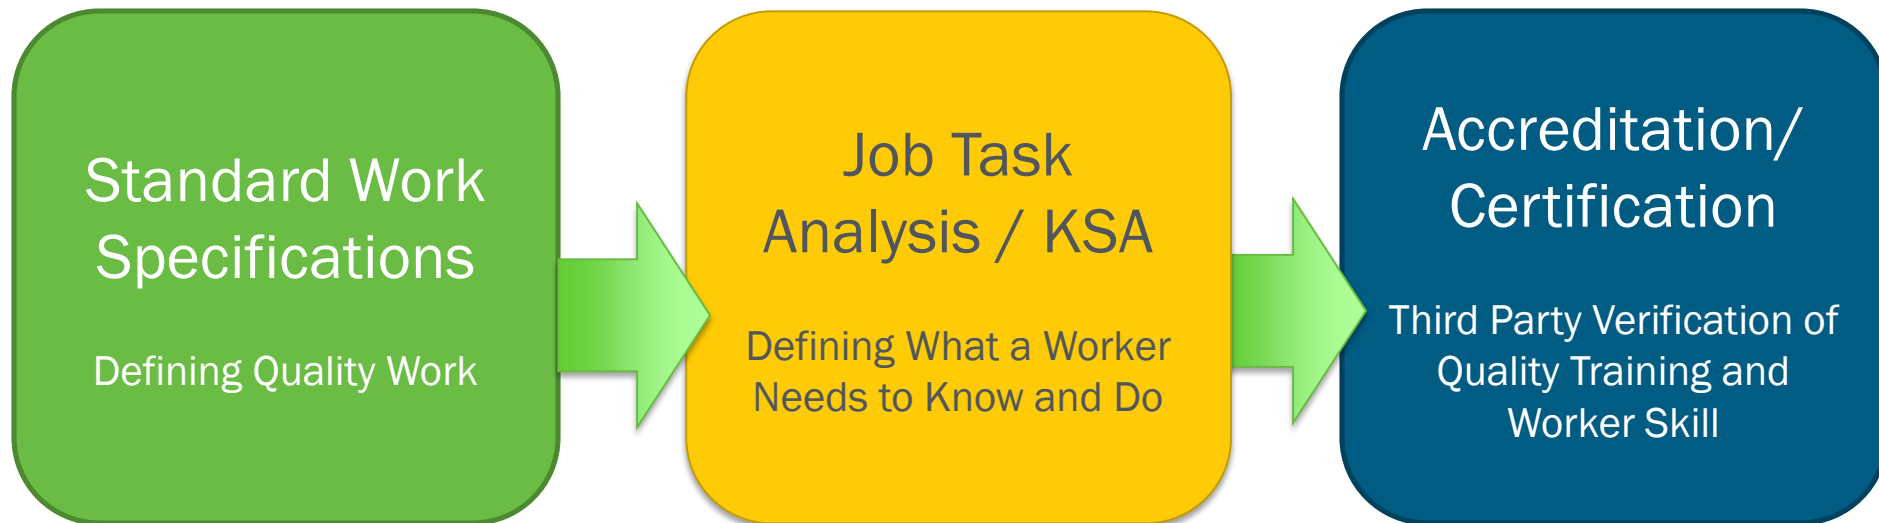 Standard Work
Specifications
Defining Quality Work
Job Task
Analysis / KSA
Defining What a Worker
Needs to Know and Do
Accreditation/
Certification
Third Party Verification of
Quality Training and
Worker Skill